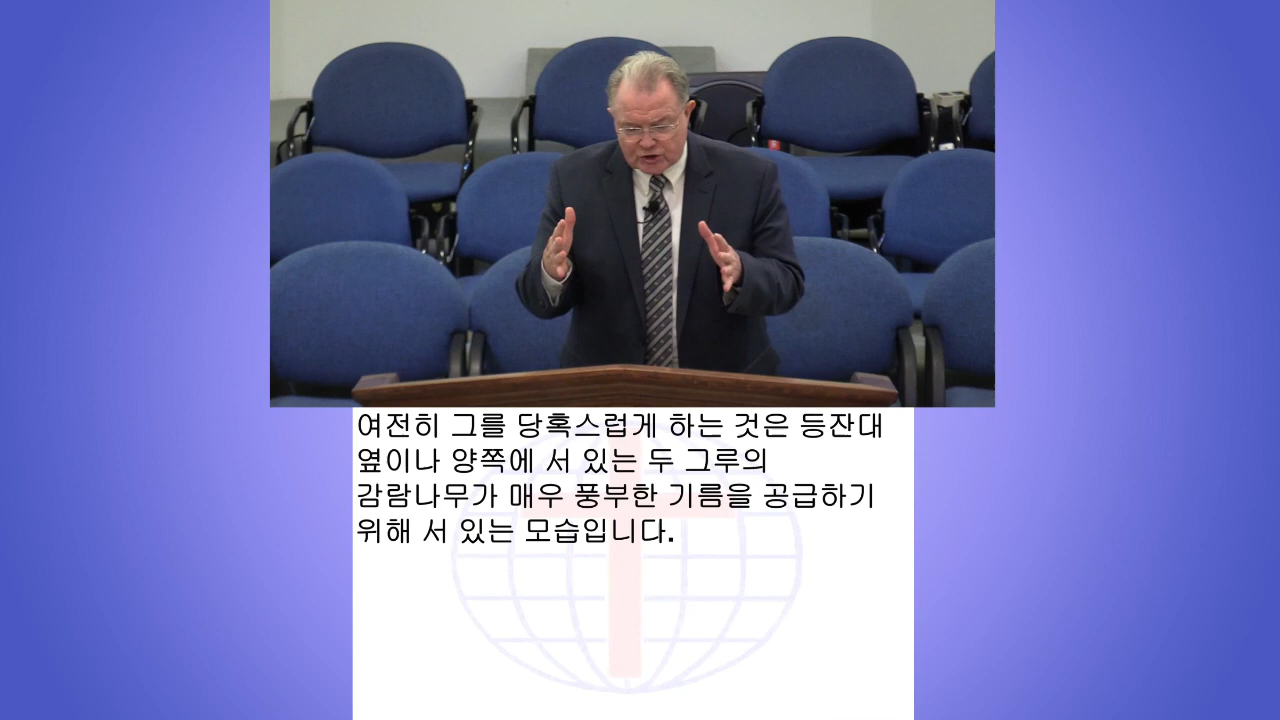 여전히 그를 당혹스럽게 하는 것은 등잔대
옆이나 양쪽에 서 있는 두 그루의
감람나무가 매우 풍부한 기름을 공급하기
위해 서 있는 모습입니다.